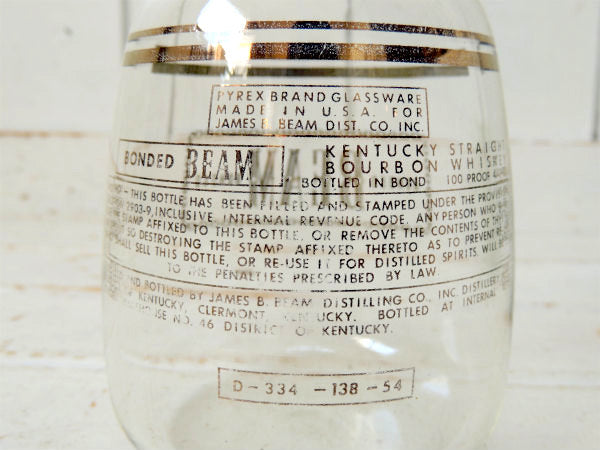 PYREX BRAND GLASSWARE
MADE IN U.S.A. FOR
JAMES B. BEAM DIST. CO. INC.
BONDED BEAM
KENTUCKY STRAIGHT
BOURBON WHISKEY
BOTTLED IN BOND 100 PROOF
THIS BOTTLE HAS BEEN FILLED AND STAMPED UNDER THE
2903-9, INCLUSIVE, INTERNAL REVENUE CODE. ANY PERSON WHO
STAMP AFFIXED TO THIS BOTTLE, OR REMOVE THE CONTENTS OF
SO DESTROYING THE STAMP AFFIXED THERETO AS TO PREVENT
SHALL SELL THIS BOTTLE, OR RE-USE IT FOR DISTILLED SPIRITS, WILL BE
TO THE PENALTIES PRESCRIBED BY LAW
AND BOTTLED BY JAMES B. BEAM DISTILLING CO., INC. DISTILLERY
OF KENTUCKY, CLERMONT, KENTUCKY. BOTTLED AT INTERNAL
NO. 46 DISTRICT OF KENTUCKY.
D-334 -138-54